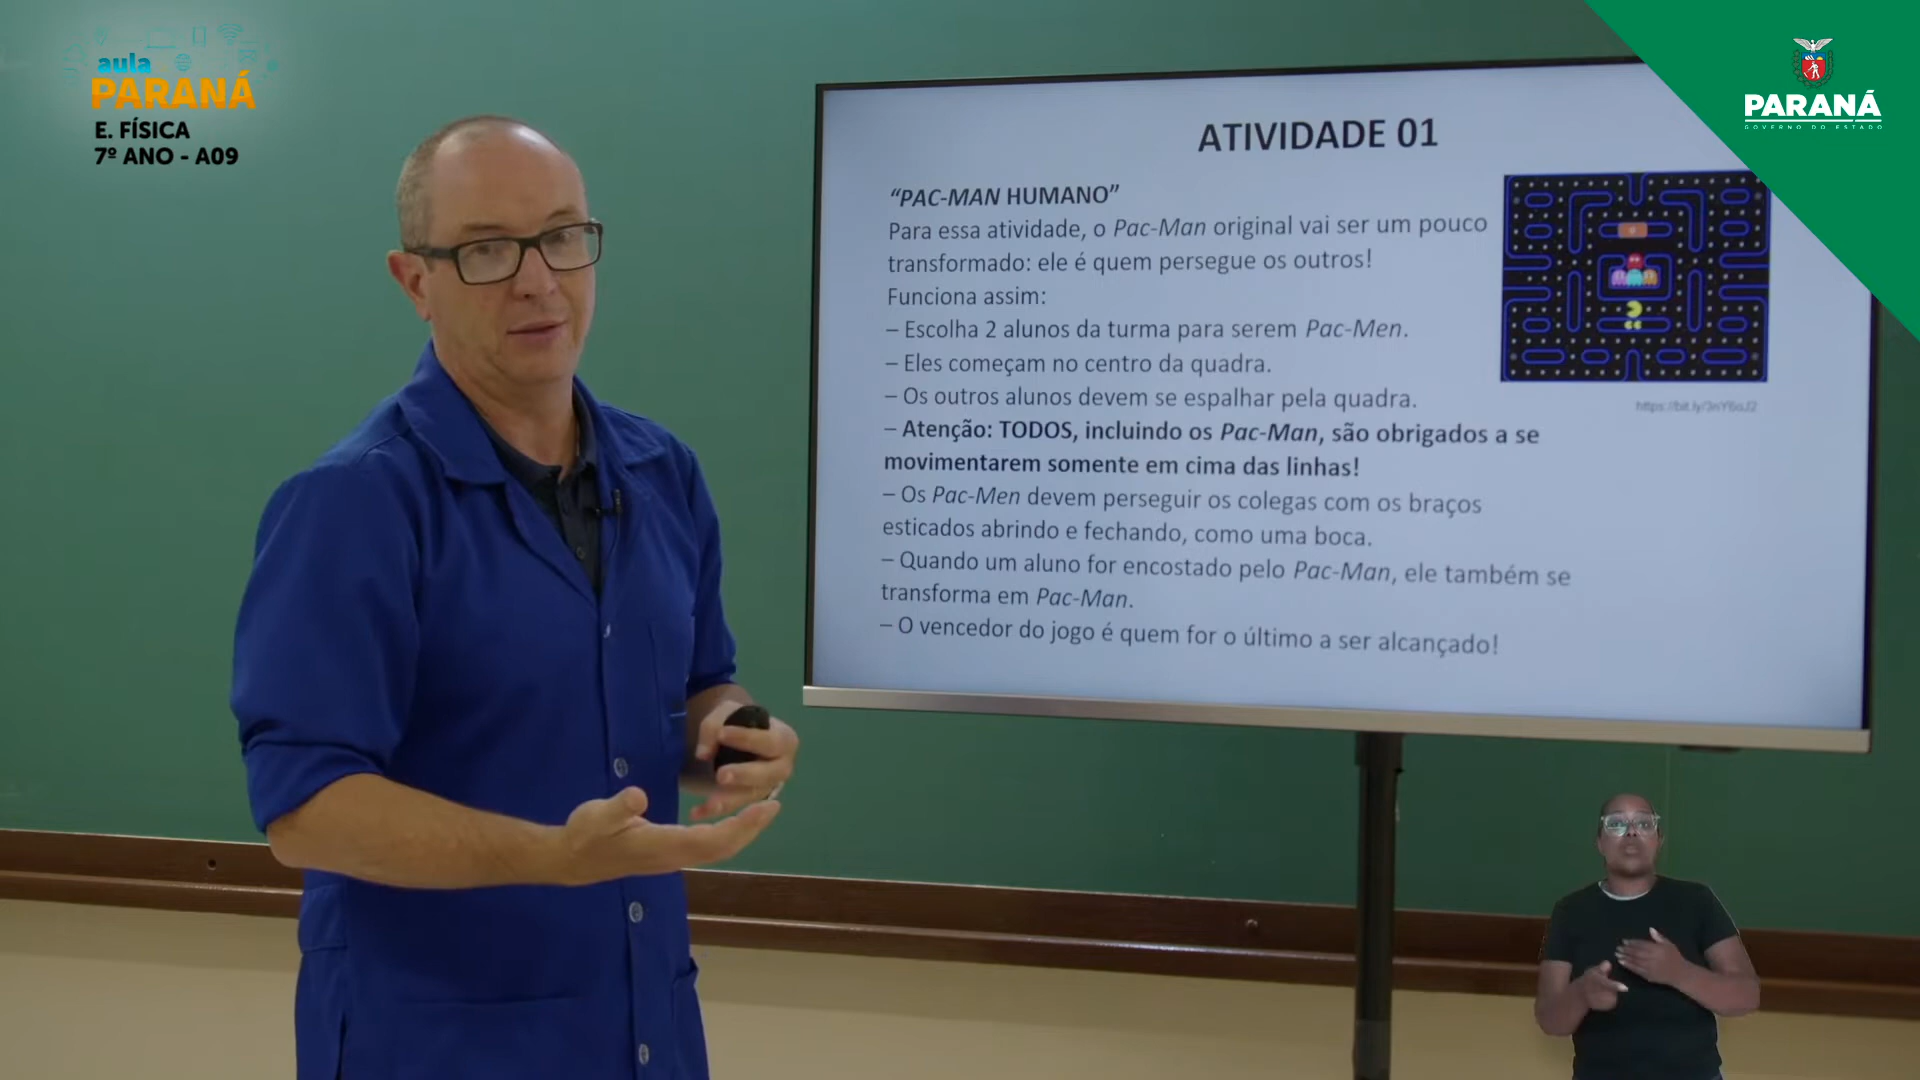 aula
PARANÁ
E. FÍSICA
7º ANO - A09
PARANÁ
GOVERNO DO ESTADO
ATIVIDADE 01
“PAC-MAN HUMANO”
Para essa atividade, o Pac-Man original vai ser um pouco
transformado: ele é quem persegue os outros!
Funciona assim:
– Escolha 2 alunos da turma para serem Pac-Men.
– Eles começam no centro da quadra.
– Os outros alunos devem se espalhar pela quadra.
– Atenção: TODOS, incluindo os Pac-Man, são obrigados a se
movimentarem somente em cima das linhas!
– Os Pac-Men devem perseguir os colegas com os braços
esticados abrindo e fechando, como uma boca.
– Quando um aluno for encostado pelo Pac-Man, ele também se
transforma em Pac-Man.
– O vencedor do jogo é quem for o último a ser alcançado!